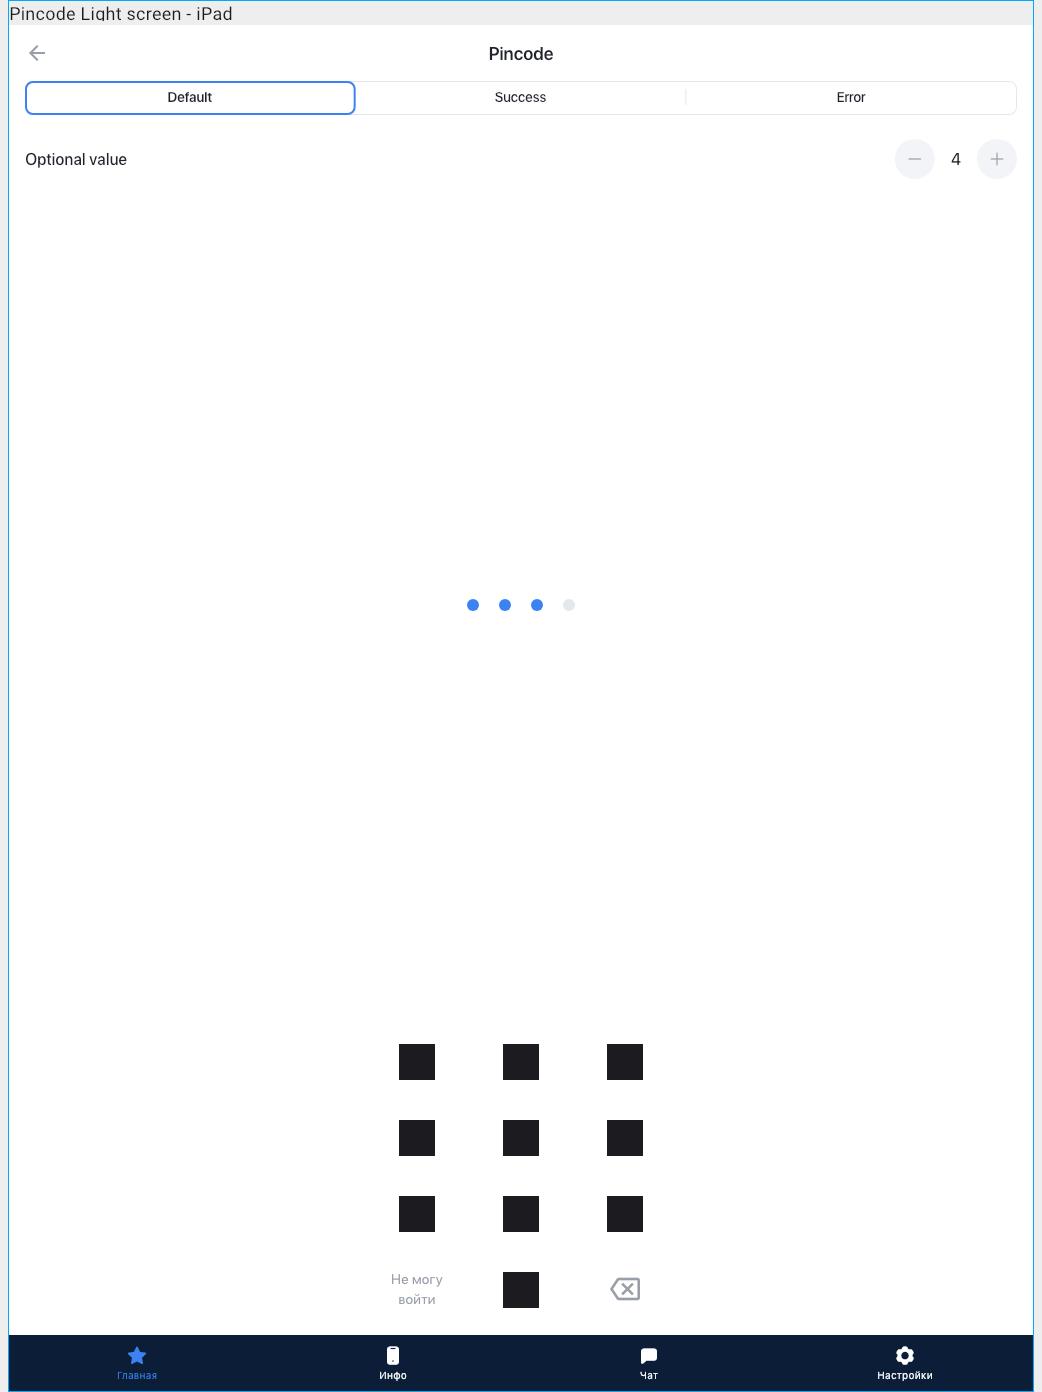 Pincode Light screen - iPad
Pincode
Default Success Error
Optional value 4
Не могу
войти
Главная Инфо Чат Настройки